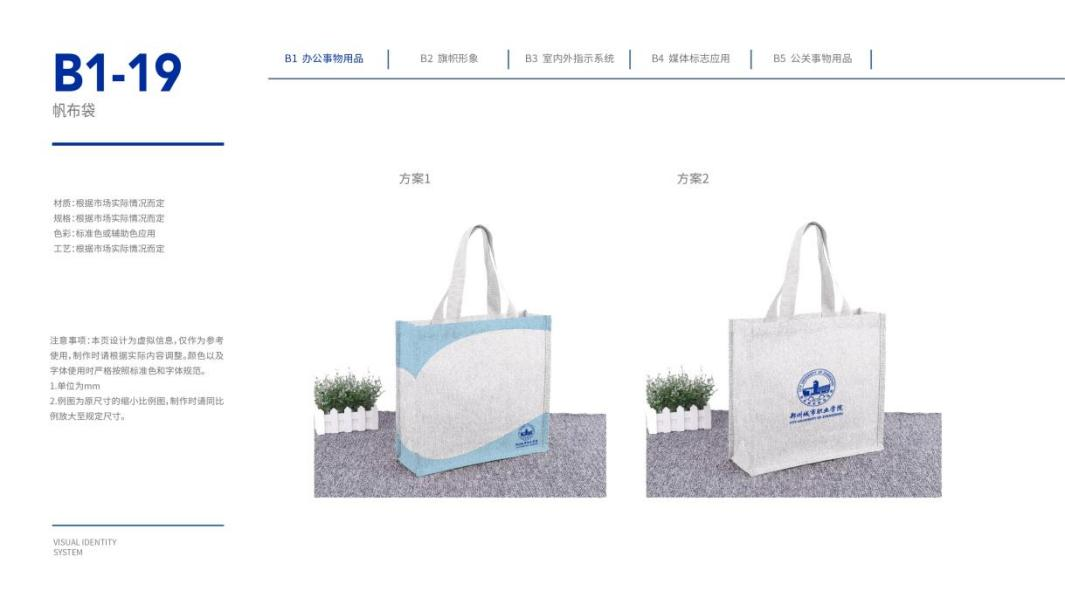 B1-19
帆布袋
B1 办公事物用品
B2 旗帜形象
B3 室内外指示系统
B4 媒体标志应用
B5 公关事物用品
材质:根据市场实际情况而定
规格:根据市场实际情况而定
色彩:标准色或辅助色应用
工艺:根据市场实际情况而定
注意事项:本页设计为虚拟信息,仅作为参考
使用,制作时请根据实际内容调整。颜色以及
字体使用时严格按照标准色和字体规范。
1.单位为mm
2.例图为原尺寸的缩小比例图,制作时请同比
例放大至规定尺寸。
VISUAL IDENTITY
SYSTEM
方案1
方案2
郑州城市职业学院